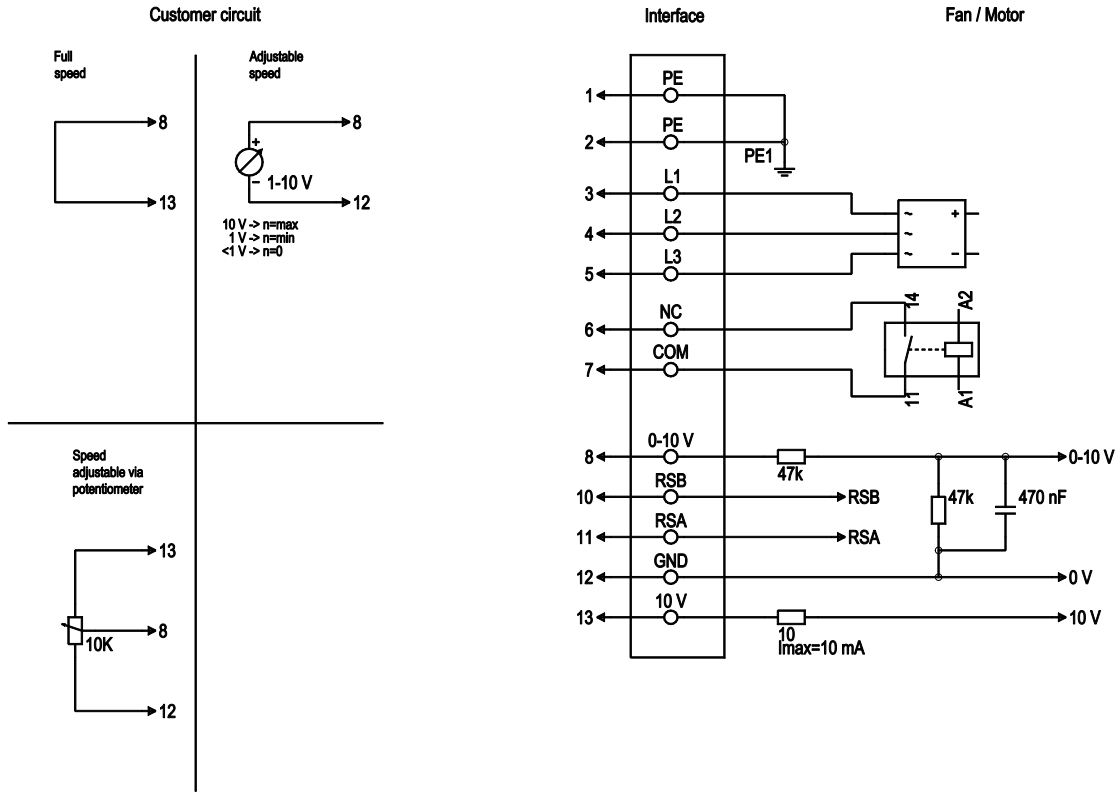 Customer circuit
Full
speed
8
13
Adjustable
speed
8
+
−
1-10 V
12
10 V -> n=max
1 V -> n=min
<1 V -> n=0
Speed
adjustable via
potentiometer
13
8
10K
12
Interface
Fan / Motor
1
PE
2
PE
PE1
3
L1
4
L2
5
L3
~ +
~
~ −
6
NC
14
A2
7
COM
11
A1
8
0-10 V
47k
0-10 V
10
RSB
RSB
47k
470 nF
11
RSA
RSA
12
GND
0 V
13
10 V
10
Imax=10 mA
10 V